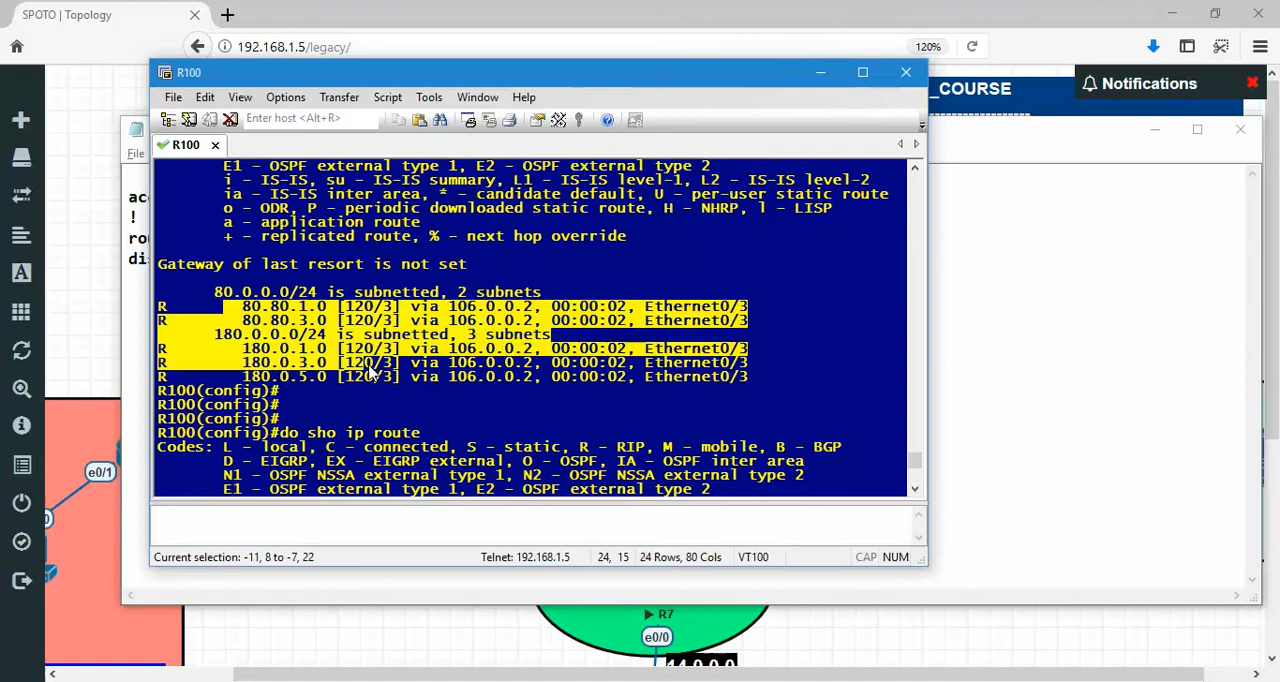 SPOTO | Topology
192.168.1.5/legacy/
120%
_COURSE
Notifications
R100
File Edit View Options Transfer Script Tools Window Help
Enter host <Alt+R>
R100
File
E1 - OSPF external type 1, E2 - OSPF external type 2
i - IS-IS, su - IS-IS summary, L1 - IS-IS level-1, L2 - IS-IS level-2
ia - IS-IS inter area, * - candidate default, U - per-user static route
o - ODR, P - periodic downloaded static route, H - NHRP, l - LISP
a - application route
+ - replicated route, % - next hop override
Gateway of last resort is not set
80.0.0.0/24 is subnetted, 2 subnets
R 80.80.1.0 [120/3] via 106.0.0.2, 00:00:02, Ethernet0/3
R 80.80.3.0 [120/3] via 106.0.0.2, 00:00:02, Ethernet0/3
180.0.0.0/24 is subnetted, 3 subnets
R 180.0.1.0 [120/3] via 106.0.0.2, 00:00:02, Ethernet0/3
R 180.0.3.0 [120/3] via 106.0.0.2, 00:00:02, Ethernet0/3
R 180.0.5.0 [120/3] via 106.0.0.2, 00:00:02, Ethernet0/3
R100(config)#
R100(config)#
R100(config)#
R100(config)#do sho ip route
Codes: L - local, C - connected, S - static, R - RIP, M - mobile, B - BGP
D - EIGRP, EX - EIGRP external, O - OSPF, IA - OSPF inter area
N1 - OSPF NSSA external type 1, N2 - OSPF NSSA external type 2
E1 - OSPF external type 1, E2 - OSPF external type 2
Current selection: -11, 8 to -7, 22
Telnet: 192.168.1.5 24, 15 24 Rows, 80 Cols VT100 CAP NUM
acc
!
rou
dis
e0/1
R7
e0/0
14.0.0.0